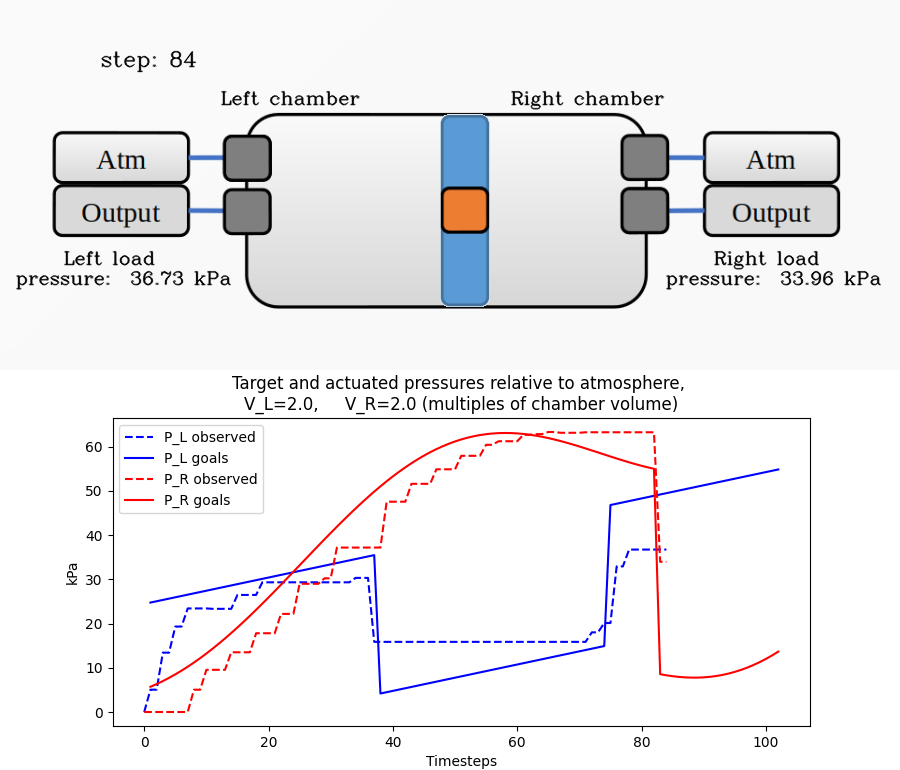 step: 84
Left chamber
Right chamber
Atm
Atm
Output
Output
Left load
pressure: 36.73 kPa
Right load
pressure: 33.96 kPa
Target and actuated pressures relative to atmosphere,
V_L=2.0, V_R=2.0 (multiples of chamber volume)
P_L observed
P_L goals
P_R observed
P_R goals
60
50
40
30
20
10
0
kPa
0 20 40 60 80 100
Timesteps